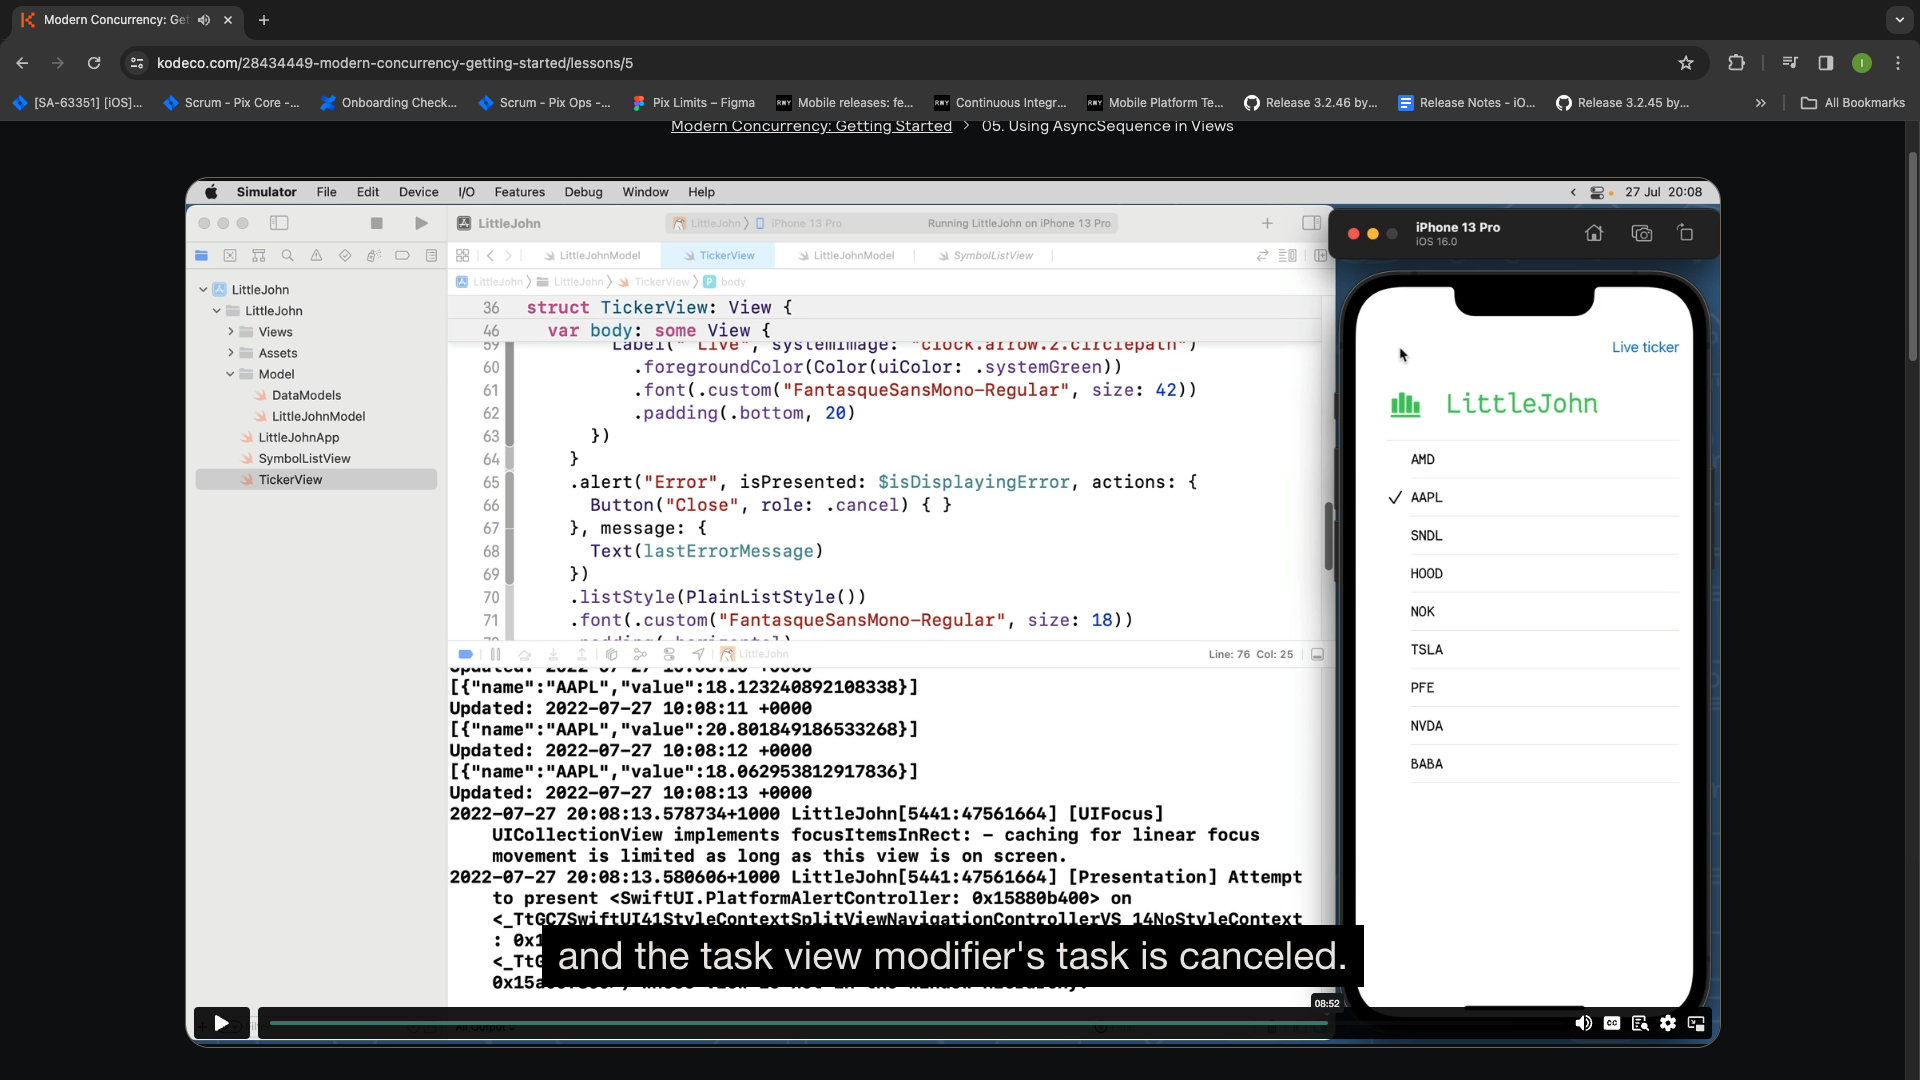 Modern Concurrency: Get
kodeco.com/28434449-modern-concurrency-getting-started/lessons/5
I
[SA-63351] [iOS]...
Scrum - Pix Core -...
Onboarding Check...
Scrum - Pix Ops -...
Pix Limits – Figma
RWY Mobile releases: fe...
RWY Continuous Integr...
RWY Mobile Platform Te...
Release 3.2.46 by...
Release Notes - iO...
Release 3.2.45 by...
All Bookmarks
Modern Concurrency: Getting Started > 05. Using AsyncSequence in Views
Simulator File Edit Device I/O Features Debug Window Help
27 Jul 20:08
LittleJohn
LittleJohn iPhone 13 Pro
Running LittleJohn on iPhone 13 Pro
LittleJohnModel
TickerView
LittleJohnModel
SymbolListView
LittleJohn LittleJohn TickerView body
LittleJohn
LittleJohn
Views
Assets
Model
DataModels
LittleJohnModel
LittleJohnApp
SymbolListView
TickerView
36 struct TickerView: View {
46 var body: some View {
59 Label(" Live", systemImage: "clock.arrow.2.circlepath")
60 .foregroundColor(Color(uiColor: .systemGreen))
61 .font(.custom("FantasqueSansMono-Regular", size: 42))
62 .padding(.bottom, 20)
63 })
64 }
65 .alert("Error", isPresented: $isDisplayingError, actions: {
66 Button("Close", role: .cancel) { }
67 }, message: {
68 Text(lastErrorMessage)
69 })
70 .listStyle(PlainListStyle())
71 .font(.custom("FantasqueSansMono-Regular", size: 18))
LittleJohn
Line: 76 Col: 25
[{"name":"AAPL","value":18.123240892108338}]
Updated: 2022-07-27 10:08:11 +0000
[{"name":"AAPL","value":20.801849186533268}]
Updated: 2022-07-27 10:08:12 +0000
[{"name":"AAPL","value":18.062953812917836}]
Updated: 2022-07-27 10:08:13 +0000
2022-07-27 20:08:13.578734+1000 LittleJohn[5441:47561664] [UIFocus]
UICollectionView implements focusItemsInRect: - caching for linear focus
movement is limited as long as this view is on screen.
2022-07-27 20:08:13.580606+1000 LittleJohn[5441:47561664] [Presentation] Attempt
to present <SwiftUI.PlatformAlertController: 0x15880b400> on
<_TtGC7SwiftUI41StyleContextSplitViewNavigationControllerVS_14NoStyleContext
and the task view modifier's task is canceled.
08:52
CC
iPhone 13 Pro
iOS 16.0
Live ticker
LittleJohn
AMD
AAPL
SNDL
HOOD
NOK
TSLA
PFE
NVDA
BABA